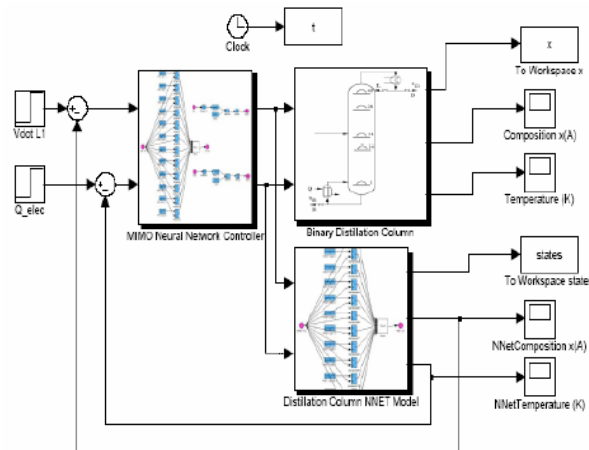 t
Clock
x
To Workspace x
Vdot L1
Composition x(A)
Q_elec
Temperature (K)
MIMO Neural Network Controller
Binary Distillation Column
states
To Workspace state
NNetComposition x(A)
NNetTemperature (K)
Distillation Column NNET Model